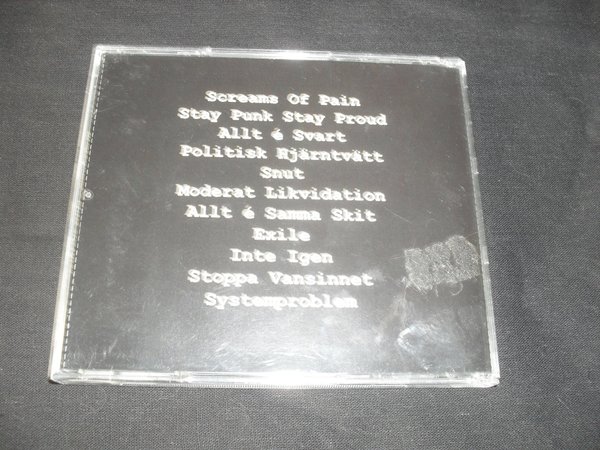 Screams Of Pain
Stay Punk Stay Proud
Allt é Svart
Politisk Hjärntvätt
Snut
Moderat Likvidation
Allt é Samma Skit
Exile
Inte Igen
Stoppa Vansinnet
Systemproblem